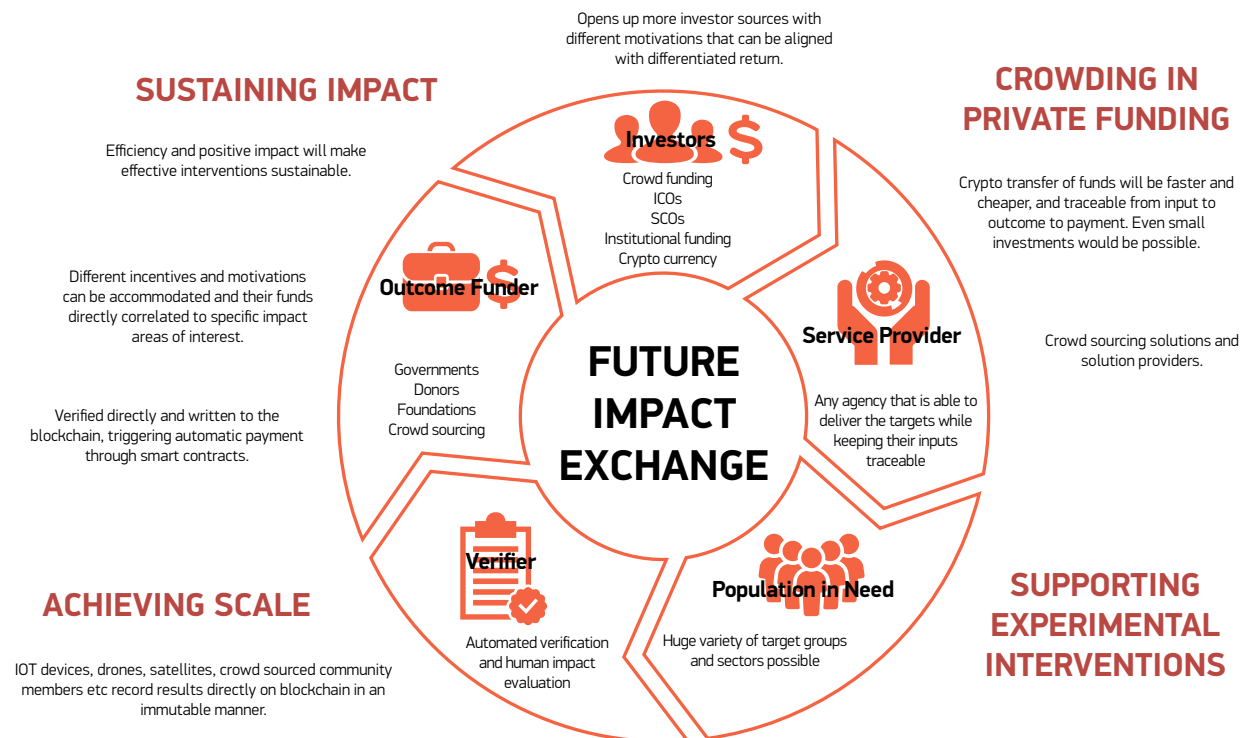 Opens up more investor sources with
different motivations that can be aligned
with differentiated return.
SUSTAINING IMPACT
Efficiency and positive impact will make
effective interventions sustainable.
Different incentives and motivations
can be accommodated and their funds
directly correlated to specific impact
areas of interest.
Verified directly and written to the
blockchain, triggering automatic payment
through smart contracts.
ACHIEVING SCALE
IOT devices, drones, satellites, crowd sourced community
members etc record results directly on blockchain in an
immutable manner.
Investors
Crowd funding
ICOs
SCOs
Institutional funding
Crypto currency
Outcome Funder
Governments
Donors
Foundations
Crowd sourcing
FUTURE
IMPACT
EXCHANGE
Service Provider
Any agency that is able to
deliver the targets while
keeping their inputs
traceable
Verifier
Automated verification
and human impact
evaluation
Population in Need
Huge variety of target groups
and sectors possible
CROWDING IN
PRIVATE FUNDING
Crypto transfer of funds will be faster and
cheaper, and traceable from input to
outcome to payment. Even small
investments would be possible.
Crowd sourcing solutions and
solution providers.
SUPPORTING
EXPERIMENTAL
INTERVENTIONS